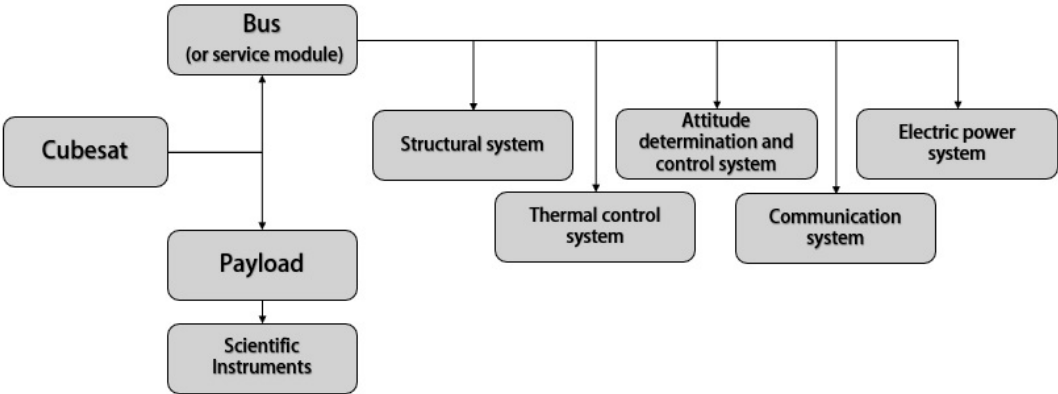 Bus
(or service module)
Cubesat
Structural system
Attitude
determination and
control system
Electric power
system
Thermal control
system
Communication
system
Payload
Scientific
Instruments